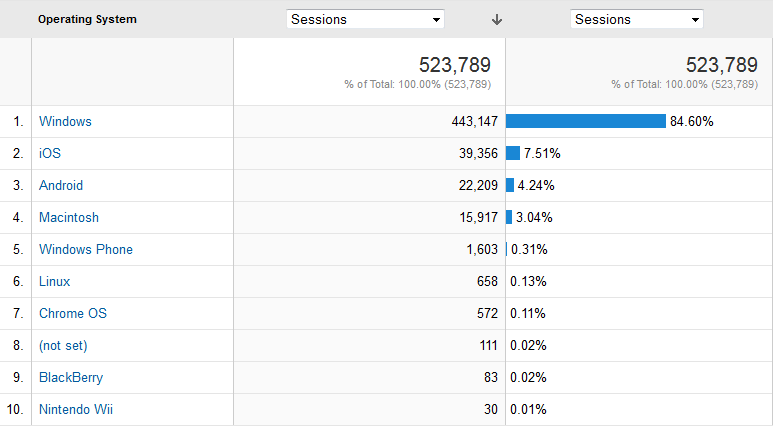 Operating System Sessions Sessions
523,789 523,789
% of Total: 100.00% (523,789) % of Total: 100.00% (523,789)
1. Windows 443,147 84.60%
2. iOS 39,356 7.51%
3. Android 22,209 4.24%
4. Macintosh 15,917 3.04%
5. Windows Phone 1,603 0.31%
6. Linux 658 0.13%
7. Chrome OS 572 0.11%
8. (not set) 111 0.02%
9. BlackBerry 83 0.02%
10. Nintendo Wii 30 0.01%